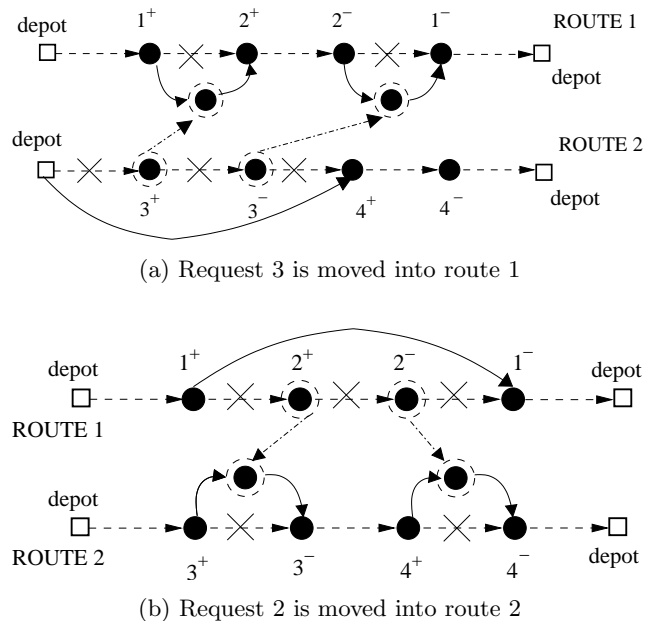 1⁺ 2⁺ 2⁻ 1⁻ ROUTE 1
depot
depot
depot
ROUTE 2
3⁺ 3⁻ 4⁺ 4⁻
depot
(a) Request 3 is moved into route 1
1⁺ 2⁺ 2⁻ 1⁻
depot depot
ROUTE 1
depot
ROUTE 2
depot
3⁺ 3⁻ 4⁺ 4⁻
(b) Request 2 is moved into route 2